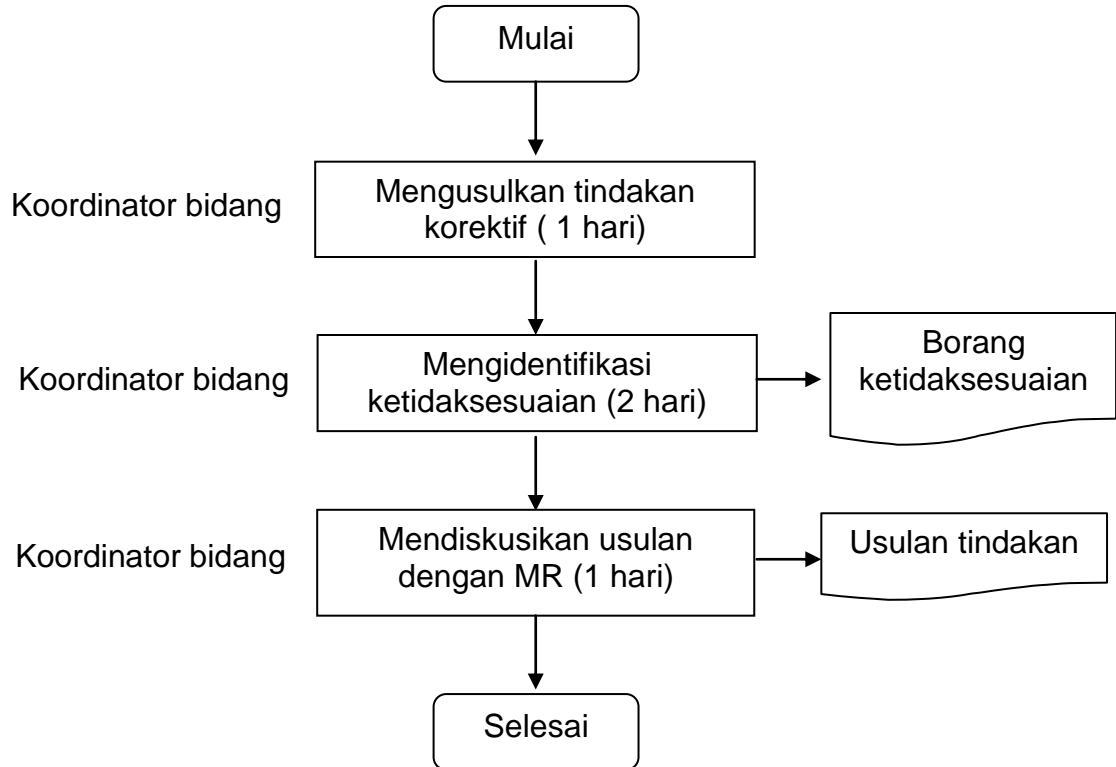 Mulai
Koordinator bidang
Mengusulkan tindakan
korektif ( 1 hari)
Koordinator bidang
Mengidentifikasi
ketidaksesuaian (2 hari)
Borang
ketidaksesuaian
Koordinator bidang
Mendiskusikan usulan
dengan MR (1 hari)
Usulan tindakan
Selesai